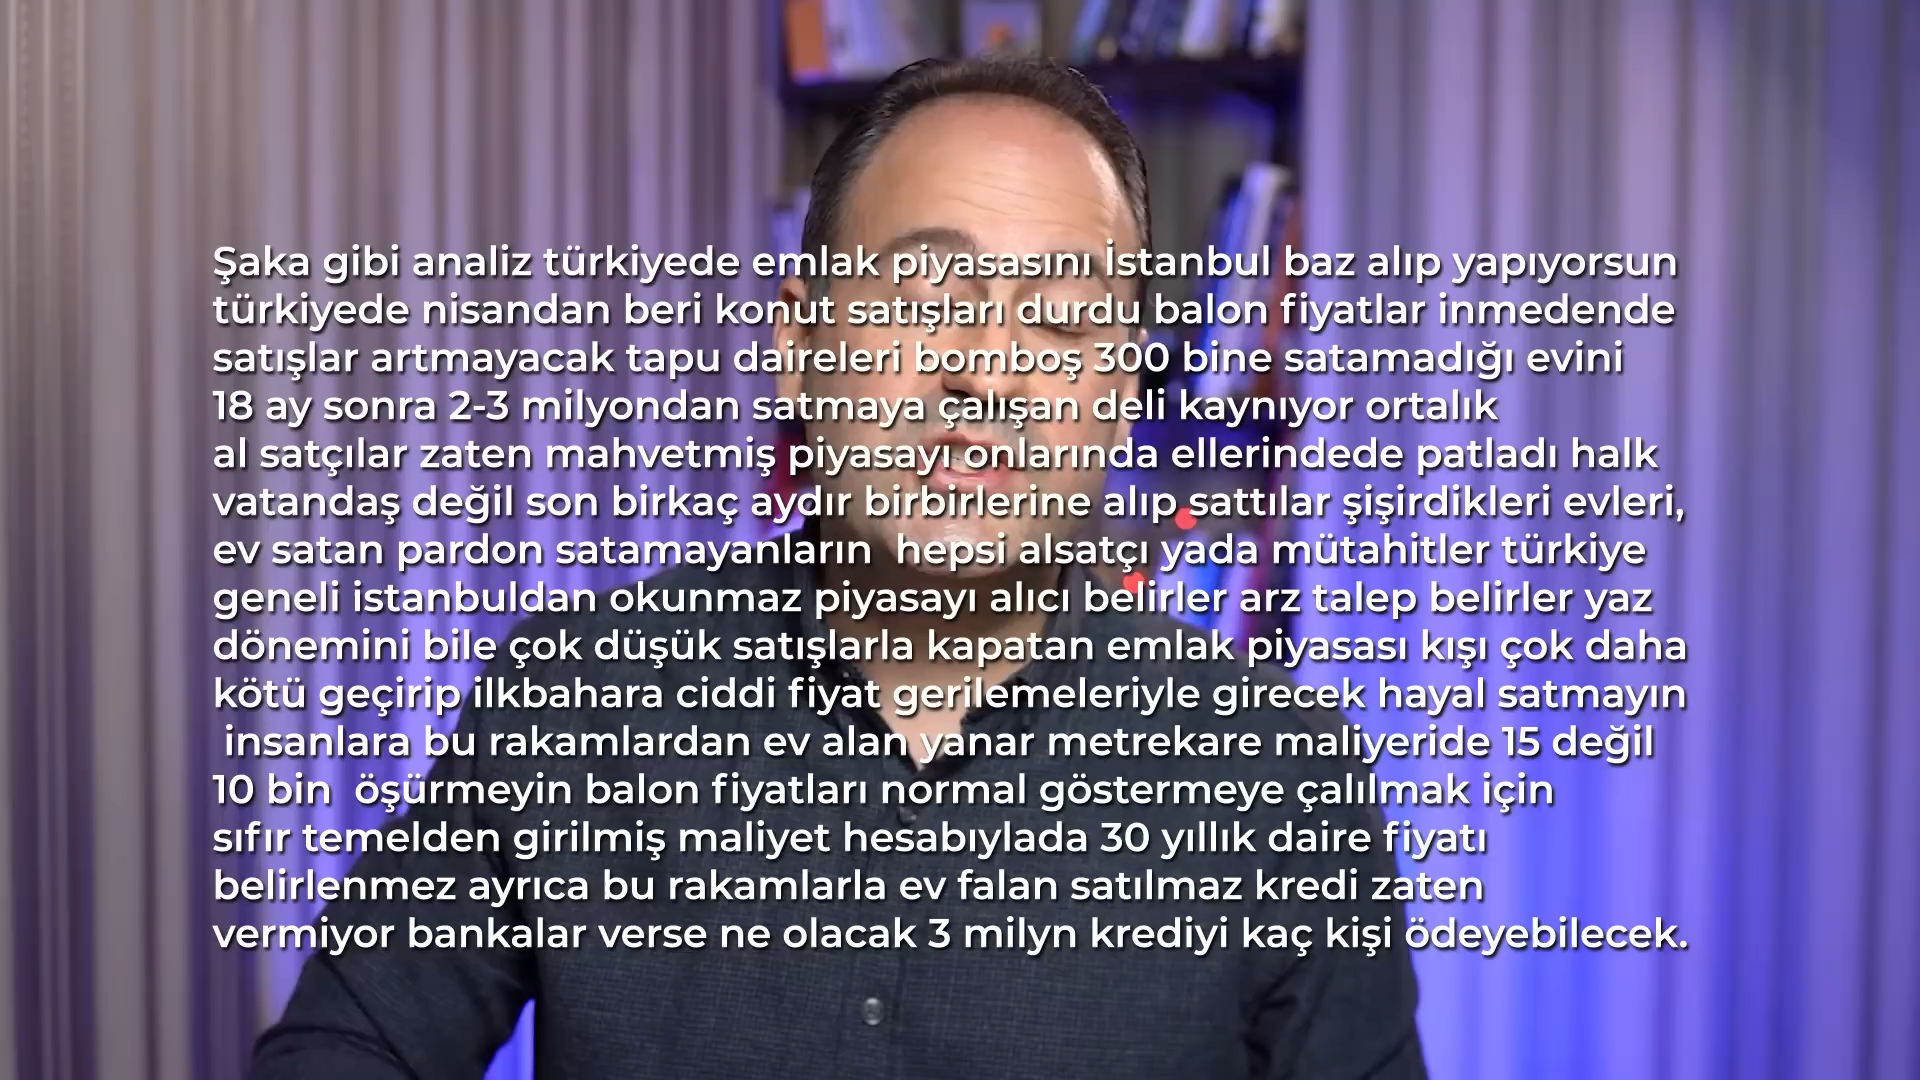 Şaka gibi analiz türkiyede emlak piyasasını İstanbul baz alıp yapıyorsun
türkiyede nisandan beri konut satışları durdu balon fiyatlar inmedende
satışlar artmayacak tapu daireleri bomboş 300 bine satamadığı evini
18 ay sonra 2-3 milyondan satmaya çalışan deli kaynıyor ortalık
al satçılar zaten mahvetmiş piyasayı onlarında ellerindede patladı halk
vatandaş değil son birkaç aydır birbirlerine alıp sattılar şişirdikleri evleri,
ev satan pardon satamayanların  hepsi alsatçı yada mütahitler türkiye
geneli istanbuldan okunmaz piyasayı alıcı belirler arz talep belirler yaz
dönemini bile çok düşük satışlarla kapatan emlak piyasası kışı çok daha
kötü geçirip ilkbahara ciddi fiyat gerilemeleriyle girecek hayal satmayın
insanlara bu rakamlardan ev alan yanar metrekare maliyeride 15 değil
10 bin  öşürmeyin balon fiyatları normal göstermeye çalılmak için
sıfır temelden girilmiş maliyet hesabıylada 30 yıllık daire fiyatı
belirlenmez ayrıca bu rakamlarla ev falan satılmaz kredi zaten
vermiyor bankalar verse ne olacak 3 milyn krediyi kaç kişi ödeyebilecek.